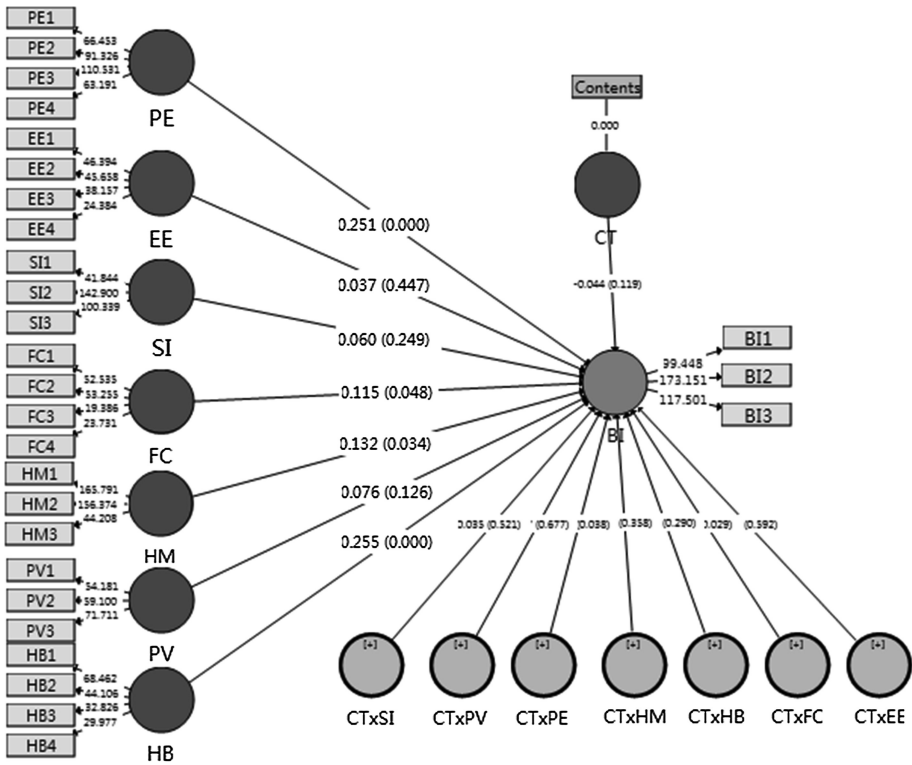 PE1
PE2
PE3
PE4
66.453
91.326
110.531
63.191
PE
EE1
EE2
EE3
EE4
46.394
45.658
38.157
24.384
EE
SI1
SI2
SI3
41.844
142.900
100.339
SI
FC1
FC2
FC3
FC4
52.535
53.255
19.386
23.731
FC
HM1
HM2
HM3
165.791
156.374
44.208
HM
PV1
PV2
PV3
54.181
59.100
71.711
PV
HB1
HB2
HB3
HB4
68.462
44.106
32.826
29.977
HB
0.251 (0.000)
0.037 (0.447)
0.060 (0.249)
0.115 (0.048)
0.132 (0.034)
0.076 (0.126)
0.255 (0.000)
Contents
0.000
CT
-0.044 (0.119)
BI
99.448
173.151
117.501
BI1
BI2
BI3
0.035 (0.521) (0.677) (0.358) (0.290) (0.592)
[+] [+] [+] [+] [+] [+] [+]
CTxSI CTxPV CTxPE CTxHM CTxHB CTxFC CTxEE